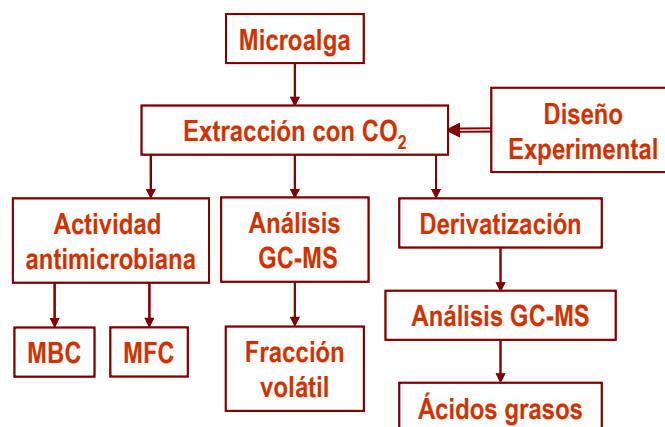 Microalga
Extracción con CO₂
Diseño
Experimental
Actividad
antimicrobiana
Análisis
GC-MS
Derivatización
MBC
MFC
Fracción
volátil
Análisis GC-MS
Ácidos grasos